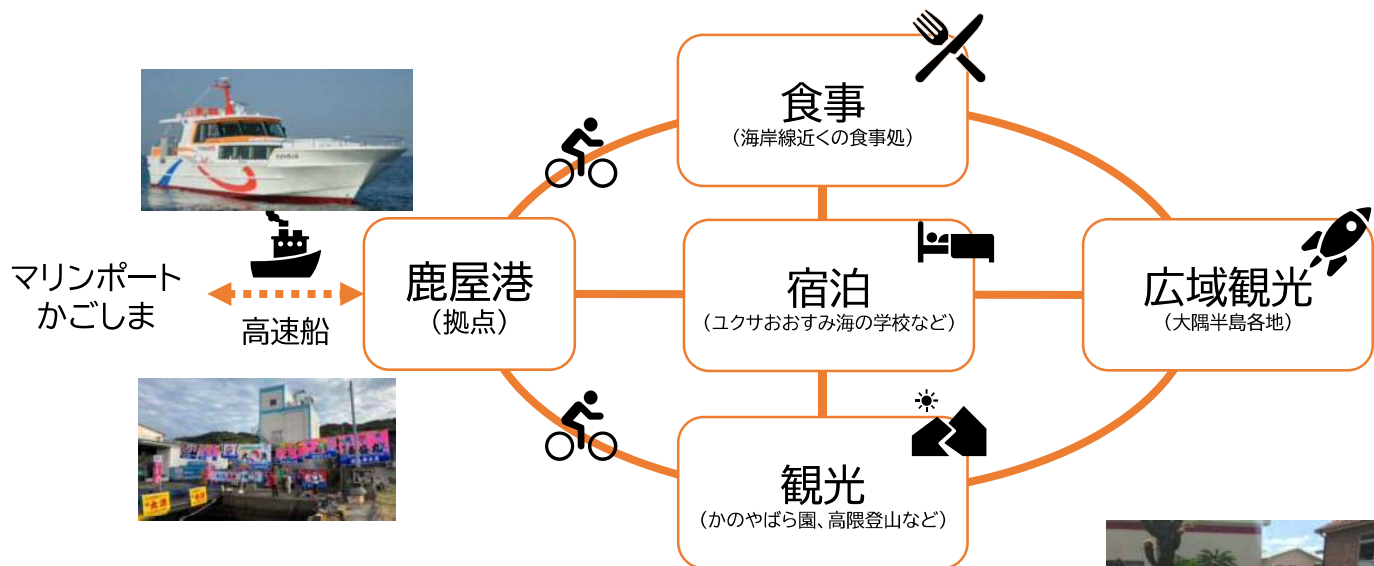 食事
（海岸線近くの食事処）
マリンポート
かごしま
高速船
鹿屋港
（拠点）
宿泊
（ユクサおおすみ海の学校など）
広域観光
（大隅半島各地）
観光
（かのやばら園、高隈登山など）